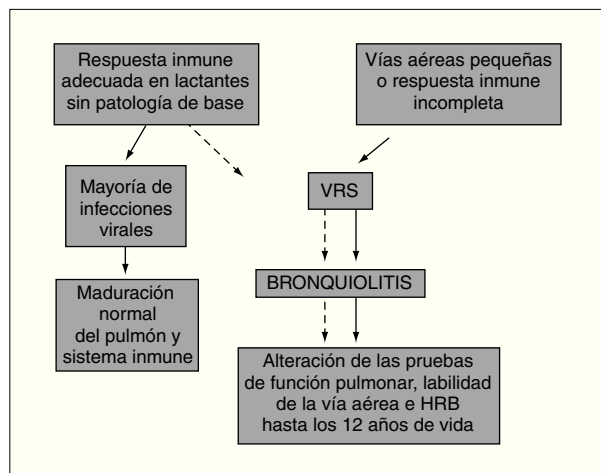 Respuesta inmune
adecuada en lactantes
sin patología de base
Vías aéreas pequeñas
o respuesta inmune
incompleta
Mayoría de
infecciones
virales
VRS
BRONQUIOLITIS
Maduración
normal
del pulmón y
sistema inmune
Alteración de las pruebas
de función pulmonar, labilidad
de la vía aérea e HRB
hasta los 12 años de vida